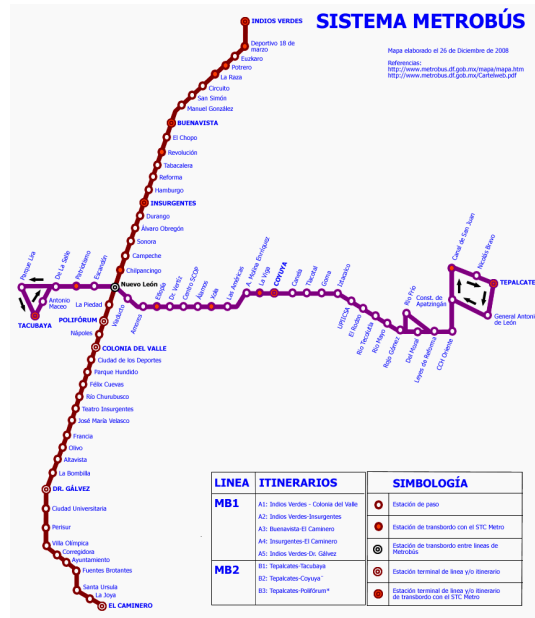 SISTEMA METROBÚS
Mapa elaborado el 26 de Diciembre de 2008
Referencias:
http://www.metrobus.df.gob.mx/mapa/mapa.htm
http://www.metrobus.df.gob.mx/Cartelweb.pdf
INDIOS VERDES
Deportivo 18 de
marzo
Euzkaro
Potrero
La Raza
Circuito
San Simón
Manuel González
BUENAVISTA
El Chopo
Revolución
Tabacalera
Reforma
Hamburgo
INSURGENTES
Durango
Álvaro Obregón
Sonora
Campeche
Chilpancingo
Nuevo León
La Piedad
POLIFÓRUM
Nápoles
COLONIA DEL VALLE
Ciudad de los Deportes
Parque Hundido
Félix Cuevas
Río Churubusco
Teatro Insurgentes
José María Velasco
Francia
Olivo
Altavista
La Bombilla
DR. GÁLVEZ
Ciudad Universitaria
Perisur
Villa Olímpica
Corregidora
Ayuntamiento
Fuentes Brotantes
Santa Ursula
La Joya
EL CAMINERO
Parque Lira
TACUBAYA
Antonio
Maceo
De La Salle
Patriotismo
Escandón
Viaducto
Amores
Etiopía
Dr. Vertiz
Centro SCOP
Álamos
Xola
Las Américas
A. Molina Enríquez
La Viga
COYUYA
Canela
Tlacotal
Goma
Iztacalco
UPIICSA
El Rodeo
Río Tecolutla
Río Mayo
Rojo Gómez
Río Frío
Del Moral
Const. de
Apatzingán
Leyes de Reforma
CCH Oriente
Canal de San Juan
Nicolás Bravo
TEPALCATE
General Antoni
de León
LINEA ITINERARIOS
MB1
A1: Indios Verdes - Colonia del Valle
A2: Indios Verdes-Insurgentes
A3: Buenavista-El Caminero
A4: Insurgentes-El Caminero
A5: Indios Verdes-Dr. Gálvez
MB2
B1: Tepalcates-Tacubaya
B2: Tepalcates-Coyuya*
B3: Tepalcates-Polifórum*
SIMBOLOGÍA
Estación de paso
Estación de transbordo con el STC Metro
Estación de transbordo entre líneas de
Metrobús
Estación terminal de linea y/o itinerario
Estación terminal de linea y/o itinerario
de transbordo con el STC Metro